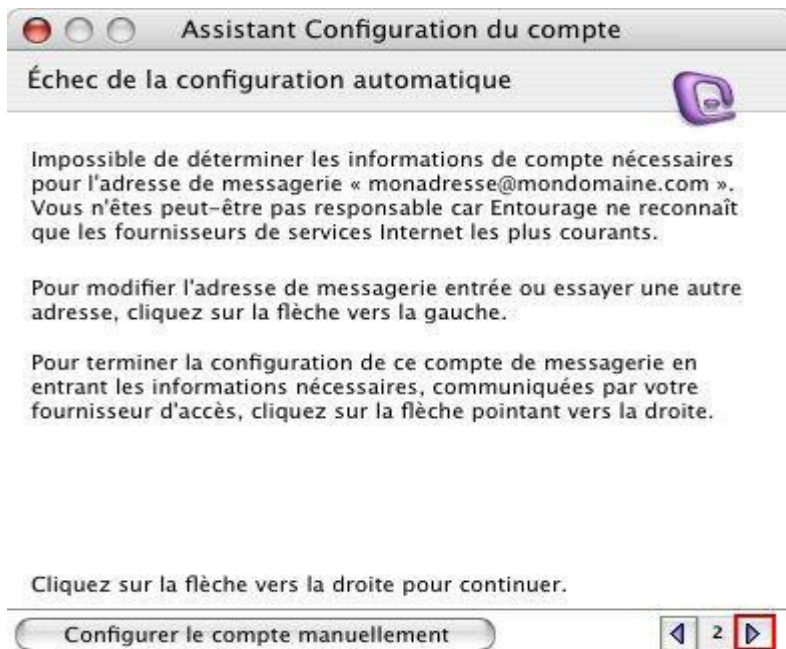 Assistant Configuration du compte
Échec de la configuration automatique
Impossible de déterminer les informations de compte nécessaires
pour l'adresse de messagerie « monadresse@mondomaine.com ».
Vous n'êtes peut-être pas responsable car Entourage ne reconnaît
que les fournisseurs de services Internet les plus courants.
Pour modifier l'adresse de messagerie entrée ou essayer une autre
adresse, cliquez sur la flèche vers la gauche.
Pour terminer la configuration de ce compte de messagerie en
entrant les informations nécessaires, communiquées par votre
fournisseur d'accès, cliquez sur la flèche pointant vers la droite.
Cliquez sur la flèche vers la droite pour continuer.
Configurer le compte manuellement 2